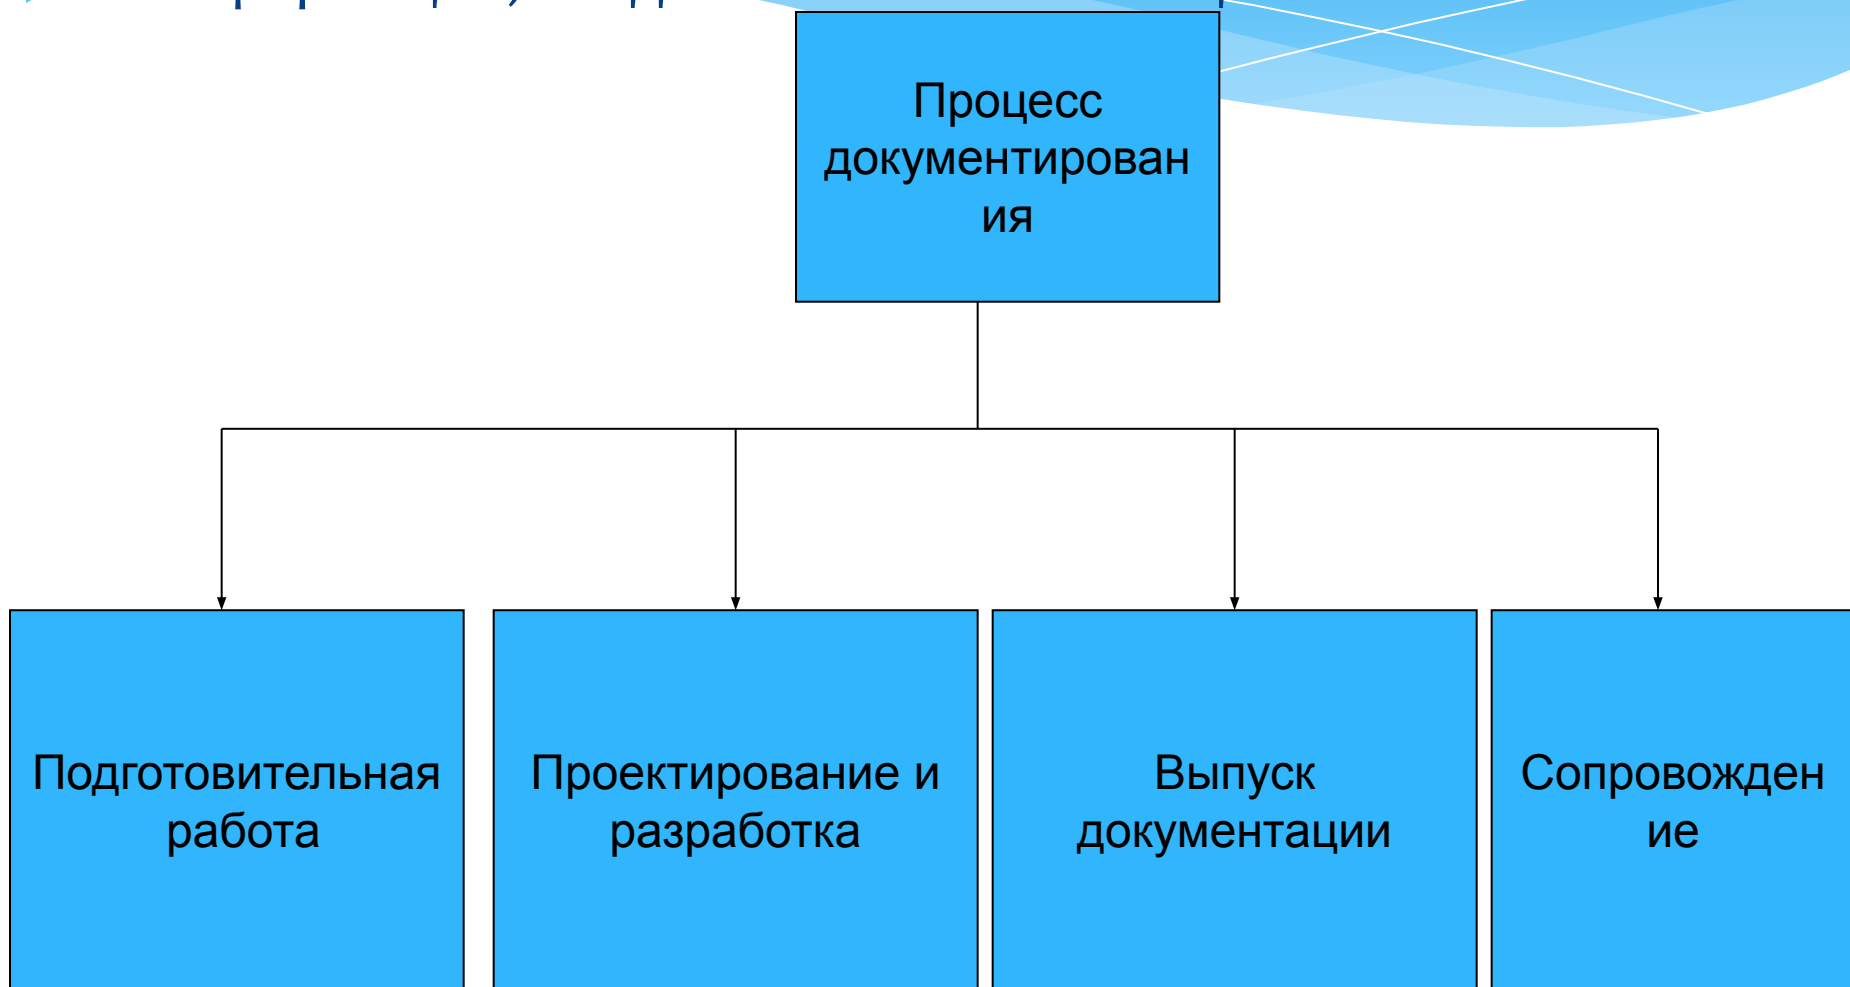 Процесс
документирован
ия
Подготовительная
работа
Проектирование и
разработка
Выпуск
документации
Сопровожден
ие